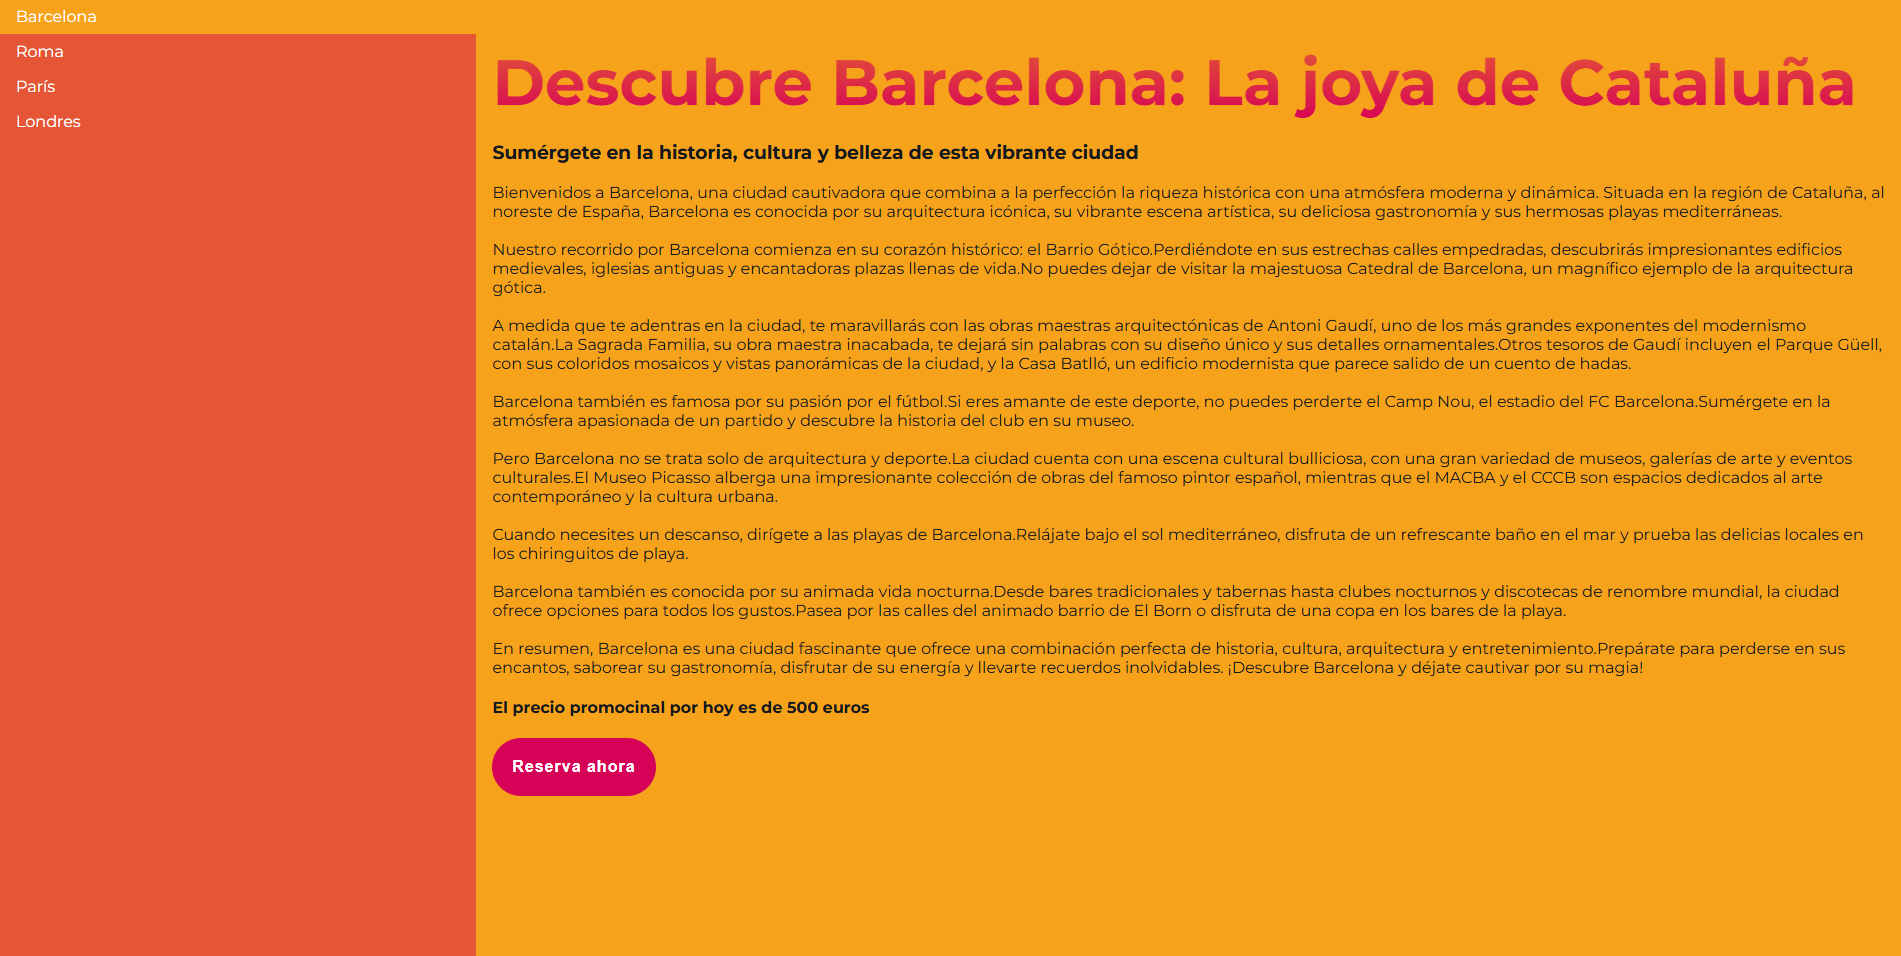 Barcelona
Roma
París
Londres
Descubre Barcelona: La joya de Cataluña
Sumérgete en la historia, cultura y belleza de esta vibrante ciudad
Bienvenidos a Barcelona, una ciudad cautivadora que combina a la perfección la riqueza histórica con una atmósfera moderna y dinámica. Situada en la región de Cataluña, al
noreste de España, Barcelona es conocida por su arquitectura icónica, su vibrante escena artística, su deliciosa gastronomía y sus hermosas playas mediterráneas.
Nuestro recorrido por Barcelona comienza en su corazón histórico: el Barrio Gótico.Perdiéndote en sus estrechas calles empedradas, descubrirás impresionantes edificios
medievales, iglesias antiguas y encantadoras plazas llenas de vida.No puedes dejar de visitar la majestuosa Catedral de Barcelona, un magnífico ejemplo de la arquitectura
gótica.
A medida que te adentras en la ciudad, te maravillarás con las obras maestras arquitectónicas de Antoni Gaudí, uno de los más grandes exponentes del modernismo
catalán.La Sagrada Familia, su obra maestra inacabada, te dejará sin palabras con su diseño único y sus detalles ornamentales.Otros tesoros de Gaudí incluyen el Parque Güell,
con sus coloridos mosaicos y vistas panorámicas de la ciudad, y la Casa Batlló, un edificio modernista que parece salido de un cuento de hadas.
Barcelona también es famosa por su pasión por el fútbol.Si eres amante de este deporte, no puedes perderte el Camp Nou, el estadio del FC Barcelona.Sumérgete en la
atmósfera apasionada de un partido y descubre la historia del club en su museo.
Pero Barcelona no se trata solo de arquitectura y deporte.La ciudad cuenta con una escena cultural bulliciosa, con una gran variedad de museos, galerías de arte y eventos
culturales.El Museo Picasso alberga una impresionante colección de obras del famoso pintor español, mientras que el MACBA y el CCCB son espacios dedicados al arte
contemporáneo y la cultura urbana.
Cuando necesites un descanso, dirígete a las playas de Barcelona.Relájate bajo el sol mediterráneo, disfruta de un refrescante baño en el mar y prueba las delicias locales en
los chiringuitos de playa.
Barcelona también es conocida por su animada vida nocturna.Desde bares tradicionales y tabernas hasta clubes nocturnos y discotecas de renombre mundial, la ciudad
ofrece opciones para todos los gustos.Pasea por las calles del animado barrio de El Born o disfruta de una copa en los bares de la playa.
En resumen, Barcelona es una ciudad fascinante que ofrece una combinación perfecta de historia, cultura, arquitectura y entretenimiento.Prepárate para perderse en sus
encantos, saborear su gastronomía, disfrutar de su energía y llevarte recuerdos inolvidables. ¡Descubre Barcelona y déjate cautivar por su magia!
El precio promocinal por hoy es de 500 euros
Reserva ahora